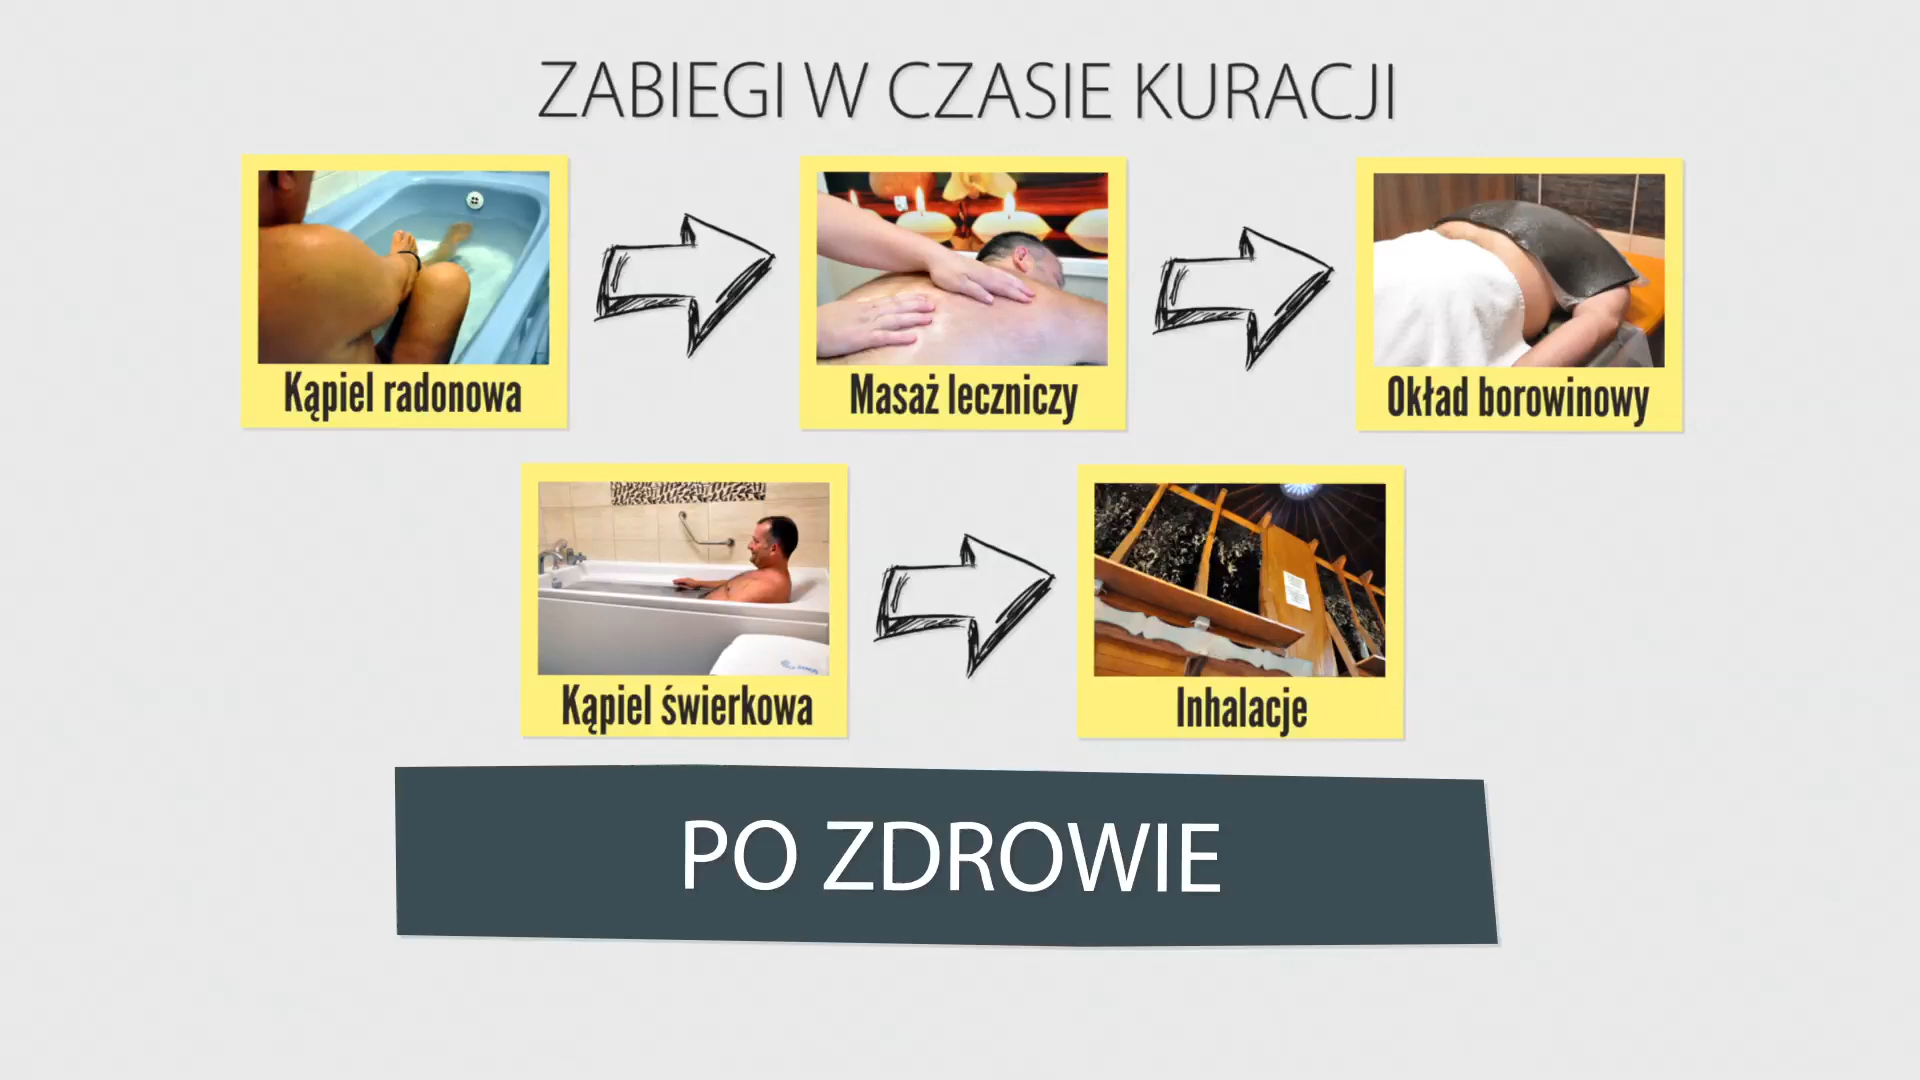 ZABIEGI W CZASIE KURACJI
Kąpiel radonowa
Masaż leczniczy
Okład borowinowy
Kąpiel świerkowa
Inhalacje
PO ZDROWIE